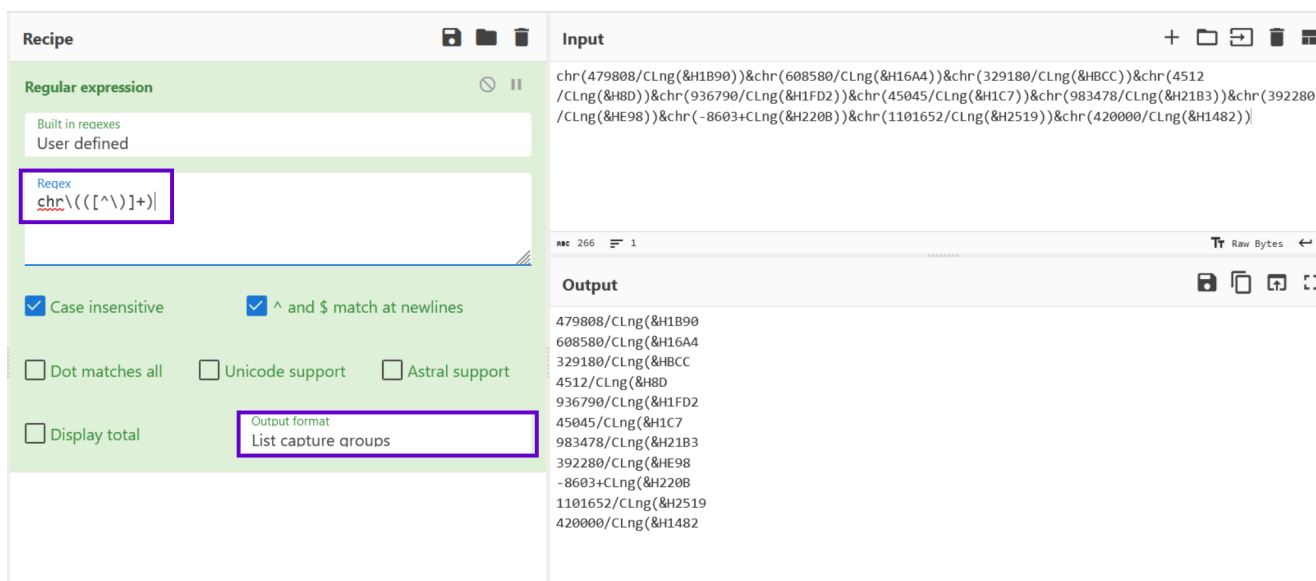 Recipe
Regular expression
Built in regexes
User defined
Regex
chr\(([^\)]+)
Case insensitive
^ and $ match at newlines
Dot matches all
Unicode support
Astral support
Display total
Output format
List capture groups
Input
chr(479808/CLng(&H1B90))&chr(608580/CLng(&H16A4))&chr(329180/CLng(&HBCC))&chr(4512
/CLng(&H8D))&chr(936790/CLng(&H1FD2))&chr(45045/CLng(&H1C7))&chr(983478/CLng(&H21B3))&chr(392280
/CLng(&HE98))&chr(-8603+CLng(&H220B))&chr(1101652/CLng(&H2519))&chr(420000/CLng(&H1482))
ABC 266 1
Tт Raw Bytes
Output
479808/CLng(&H1B90
608580/CLng(&H16A4
329180/CLng(&HBCC
4512/CLng(&H8D
936790/CLng(&H1FD2
45045/CLng(&H1C7
983478/CLng(&H21B3
392280/CLng(&HE98
-8603+CLng(&H220B
1101652/CLng(&H2519
420000/CLng(&H1482